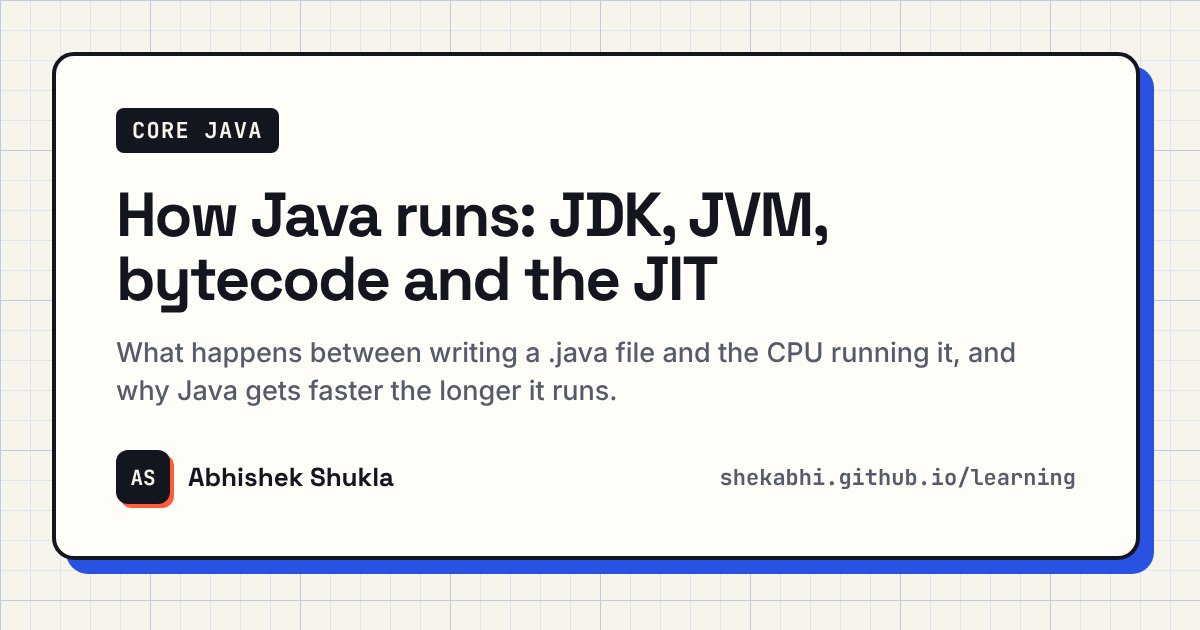 CORE JAVA
How Java runs: JDK, JVM,
bytecode and the JIT
What happens between writing a .java file and the CPU running it, and
why Java gets faster the longer it runs.
AS
Abhishek Shukla
shekabhi.github.io/learning